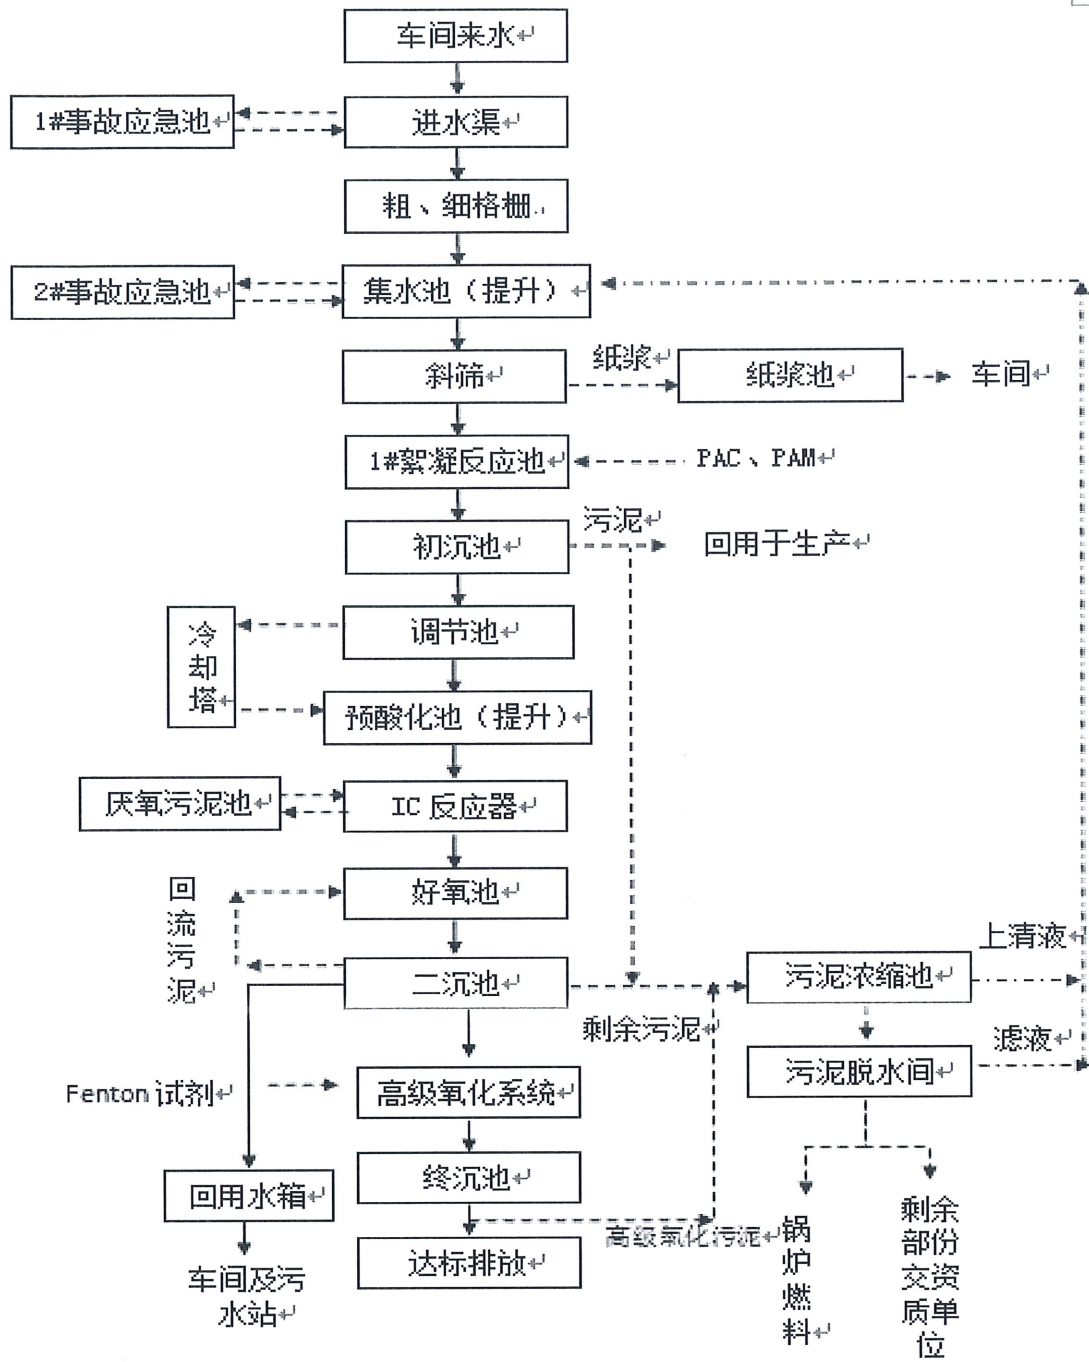 车间来水
1#事故应急池
进水渠
粗、细格栅
2#事故应急池
集水池（提升）
斜筛
纸浆
纸浆池
车间
1#絮凝反应池
PAC、PAM
初沉池
污泥
回用于生产
冷
却
塔
调节池
预酸化池（提升）
厌氧污泥池
IC 反应器
好氧池
回
流
污
泥
二沉池
剩余污泥
污泥浓缩池
上清液
污泥脱水间
滤液
Fenton 试剂
高级氧化系统
终沉池
高级氧化污泥
达标排放
回用水箱
车间及污
水站
锅
炉
燃
料
剩余
部份
交资
质单
位